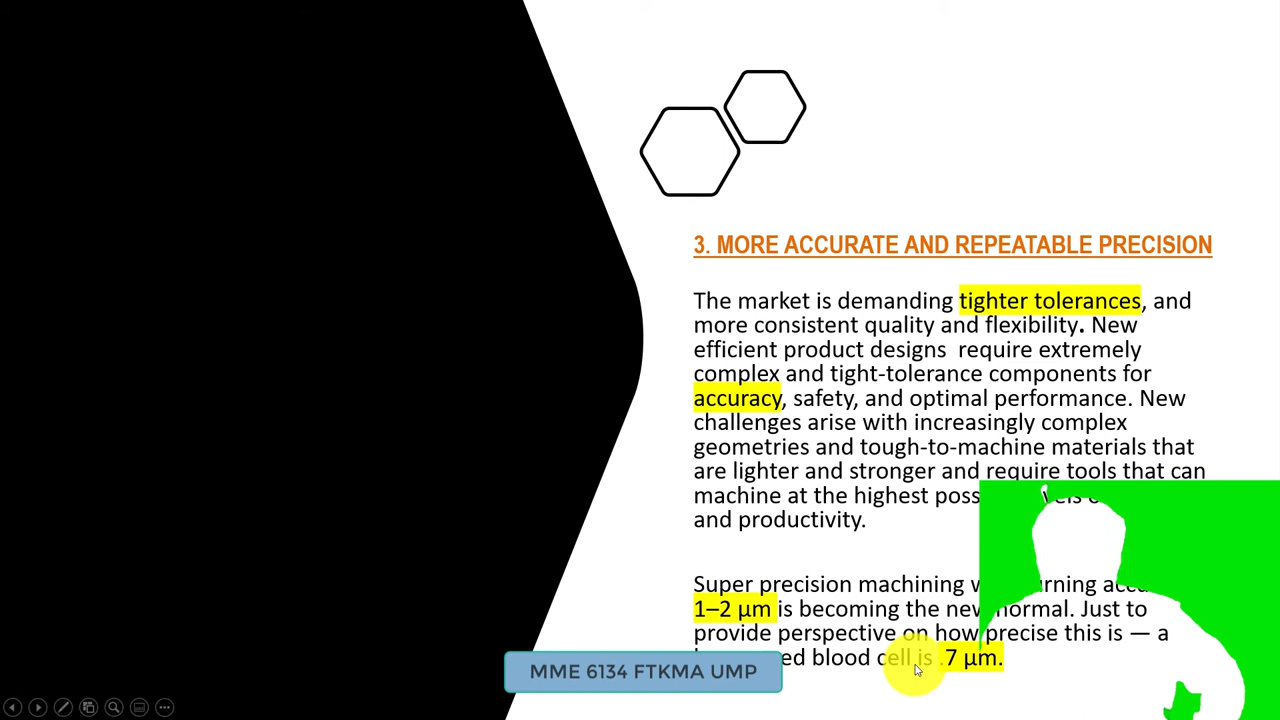 3. MORE ACCURATE AND REPEATABLE PRECISION
The market is demanding tighter tolerances, and
more consistent quality and flexibility. New
efficient product designs  require extremely
complex and tight-tolerance components for
accuracy, safety, and optimal performance. New
challenges arise with increasingly complex
geometries and tough-to-machine materials that
are lighter and stronger and require tools that can
machine at the highest
and productivity.
Super precision machining
1–2 µm is becoming the new normal. Just to
provide perspective on how precise this is — a
blood cell is .7 µm.
MME 6134 FTKMA UMP